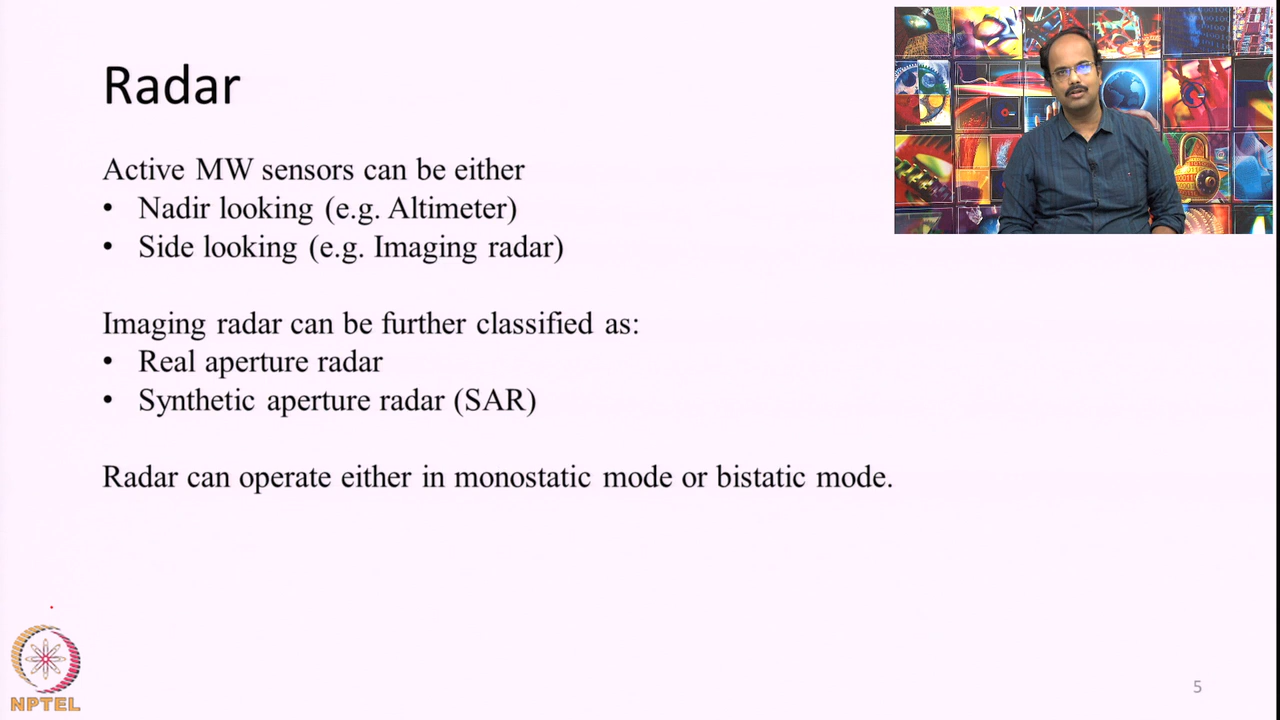 Radar
Active MW sensors can be either
• Nadir looking (e.g. Altimeter)
• Side looking (e.g. Imaging radar)
Imaging radar can be further classified as:
• Real aperture radar
• Synthetic aperture radar (SAR)
Radar can operate either in monostatic mode or bistatic mode.
NPTEL
5